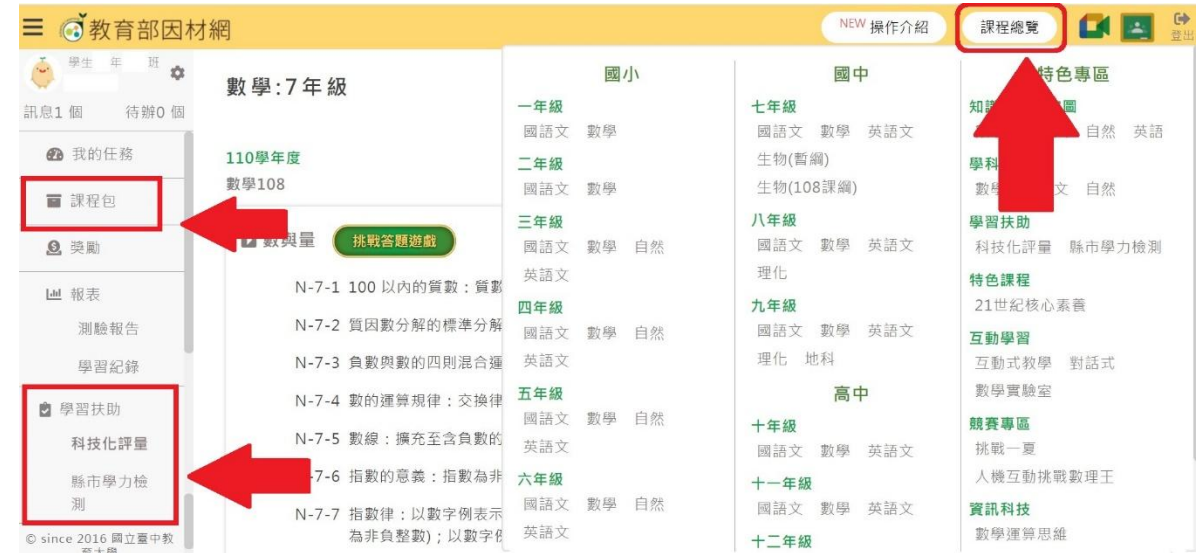 教育部因材網
NEW 操作介紹
課程總覽
登出
學生 年 班
訊息1 個 待辦0 個
我的任務
課程包
獎勵
報表
測驗報告
學習紀錄
學習扶助
科技化評量
縣市學力檢
測
© since 2016 國立臺中教
數學:7年級
110學年度
數學108
數與量 挑戰答題遊戲
N-7-1 100 以內的質數：質數
N-7-2 質因數分解的標準分解
N-7-3 負數與數的四則混合運
N-7-4 數的運算規律：交換律
N-7-5 數線：擴充至含負數的
-7-6 指數的意義：指數為非
N-7-7 指數律：以數字例表示
為非負整數)；以數字例
國小
一年級
國語文 數學
二年級
國語文 數學
三年級
國語文 數學 自然
英語文
四年級
國語文 數學 自然
英語文
五年級
國語文 數學 自然
英語文
六年級
國語文 數學 自然
英語文
國中
七年級
國語文 數學 英語文
生物(暫綱)
生物(108課綱)
八年級
國語文 數學 英語文
理化
九年級
國語文 數學 英語文
理化 地科
高中
十年級
國語文 數學 英語文
十一年級
國語文 數學 英語文
十二年級
特色專區
知 圖
自然 英語
學科
數 文 自然
學習扶助
科技化評量 縣市學力檢測
特色課程
21世紀核心素養
互動學習
互動式教學 對話式
數學實驗室
競賽專區
挑戰一夏
人機互動挑戰數理王
資訊科技
數學運算思維